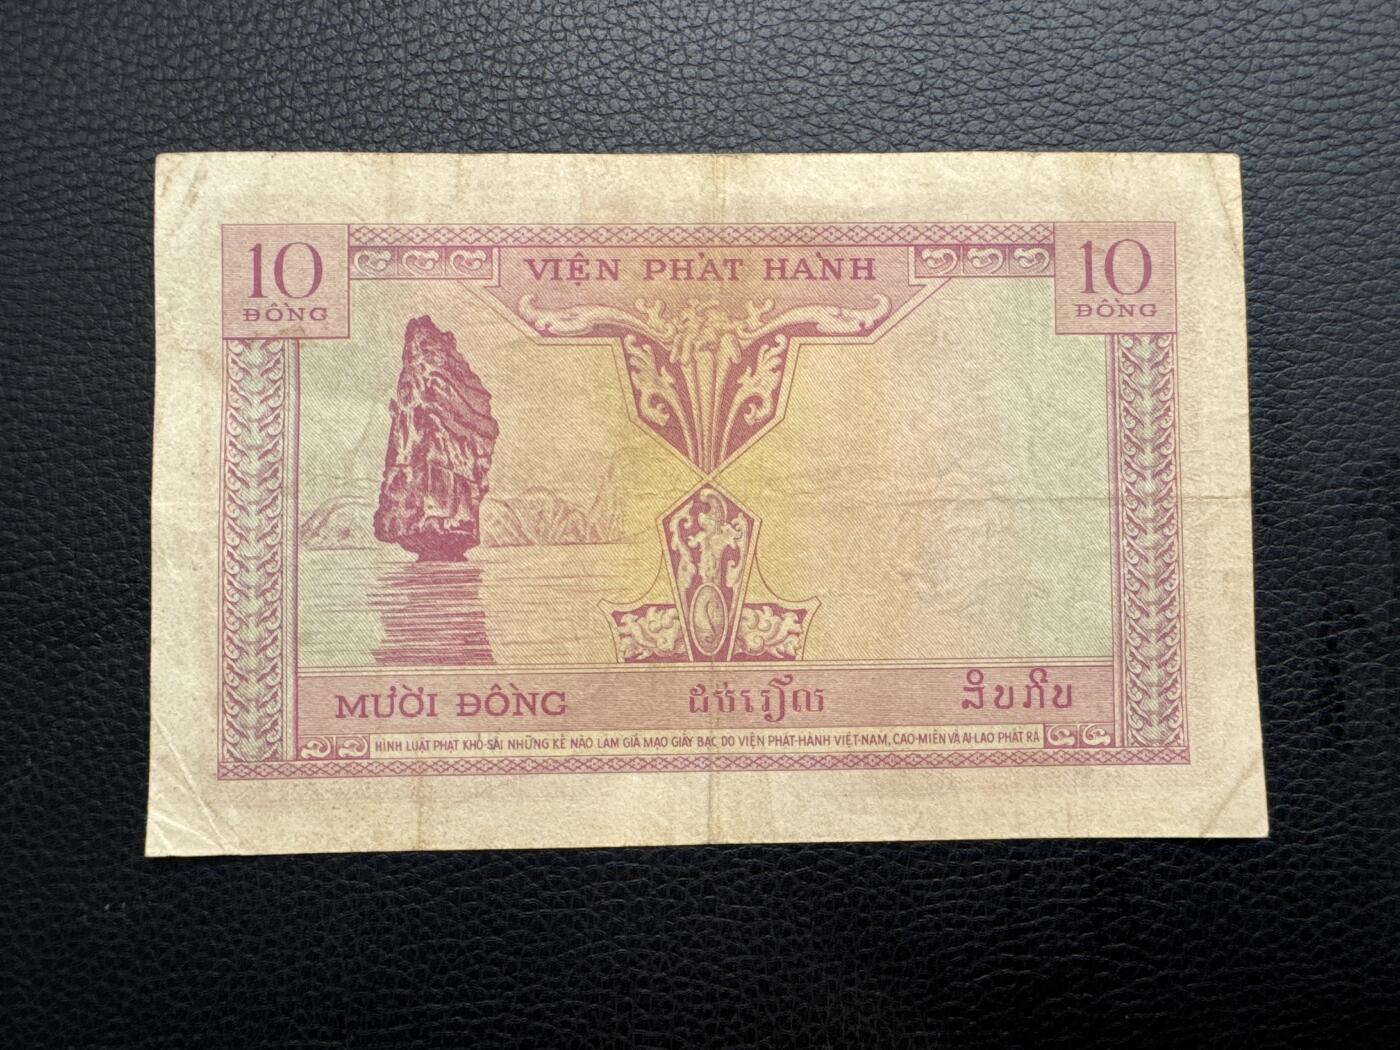 10
ĐỒNG
VIỆN PHÁT HÀNH
10
ĐỒNG
MƯỜI ĐỒNG
ដប់រៀល
ສິບກີບ
HÌNH LUẬT PHẠT KHỔ-SAI NHỮNG KẺ NÀO LÀM GIẢ MẠO GIẤY BẠC DO VIỆN PHÁT-HÀNH VIỆT-NAM, CAO-MIÊN VÀ AI-LAO PHÁT RA